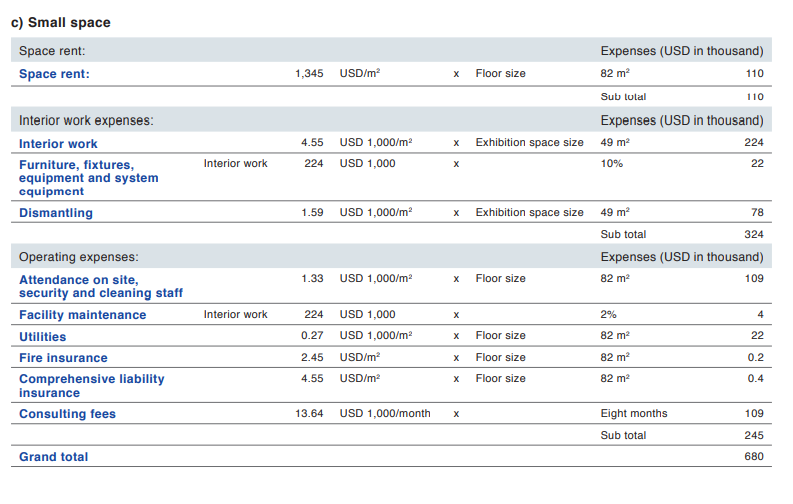 c) Small space
Space rent: Expenses (USD in thousand)
Space rent: 1,345 USD/m² x Floor size 82 m² 110
Sub total 110
Interior work expenses: Expenses (USD in thousand)
Interior work 4.55 USD 1,000/m² x Exhibition space size 49 m² 224
Furniture, fixtures, Interior work 224 USD 1,000 x 10% 22
equipment and system
equipment
Dismantling 1.59 USD 1,000/m² x Exhibition space size 49 m² 78
Sub total 324
Operating expenses: Expenses (USD in thousand)
Attendance on site, 1.33 USD 1,000/m² x Floor size 82 m² 109
security and cleaning staff
Facility maintenance Interior work 224 USD 1,000 x 2% 4
Utilities 0.27 USD 1,000/m² x Floor size 82 m² 22
Fire insurance 2.45 USD/m² x Floor size 82 m² 0.2
Comprehensive liability 4.55 USD/m² x Floor size 82 m² 0.4
insurance
Consulting fees 13.64 USD 1,000/month x Eight months 109
Sub total 245
Grand total 680